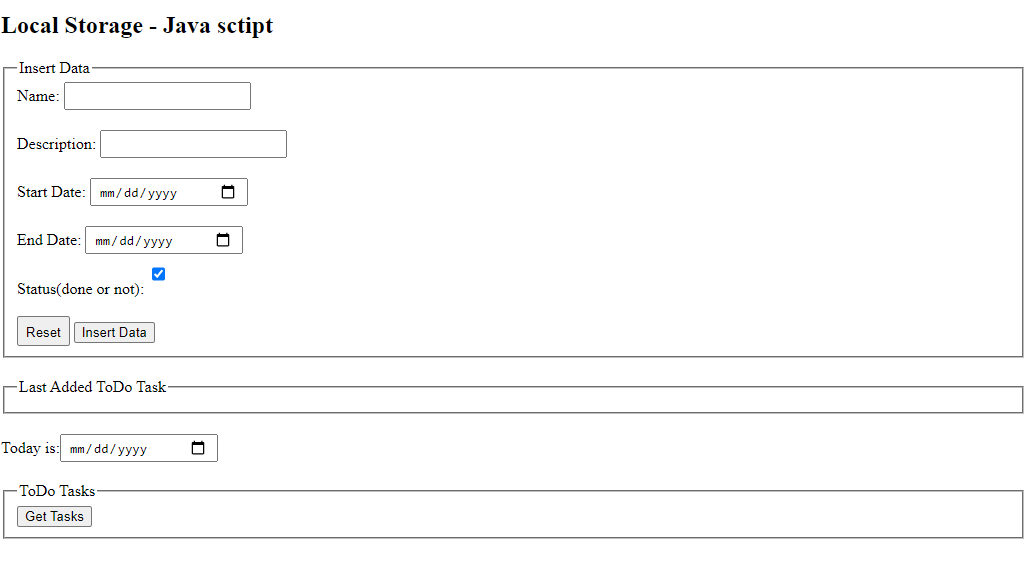 Local Storage - Java sctipt
Insert Data
Name:
Description:
Start Date: mm/dd/yyyy
End Date: mm/dd/yyyy
Status(done or not):
Reset Insert Data
Last Added ToDo Task
Today is: mm/dd/yyyy
ToDo Tasks
Get Tasks